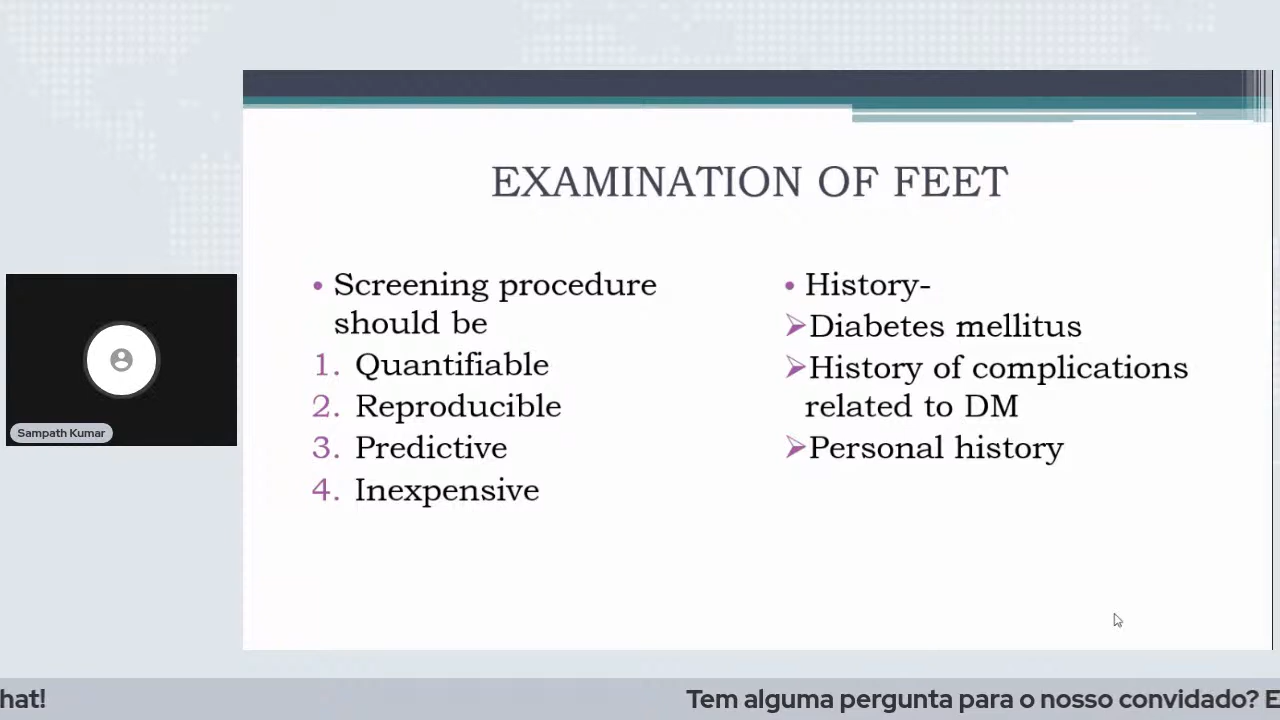 EXAMINATION OF FEET
• Screening procedure
should be
1. Quantifiable
2. Reproducible
3. Predictive
4. Inexpensive
• History-
➢Diabetes mellitus
➢History of complications
related to DM
➢Personal history
Sampath Kumar
hat!
Tem alguma pergunta para o nosso convidado? E